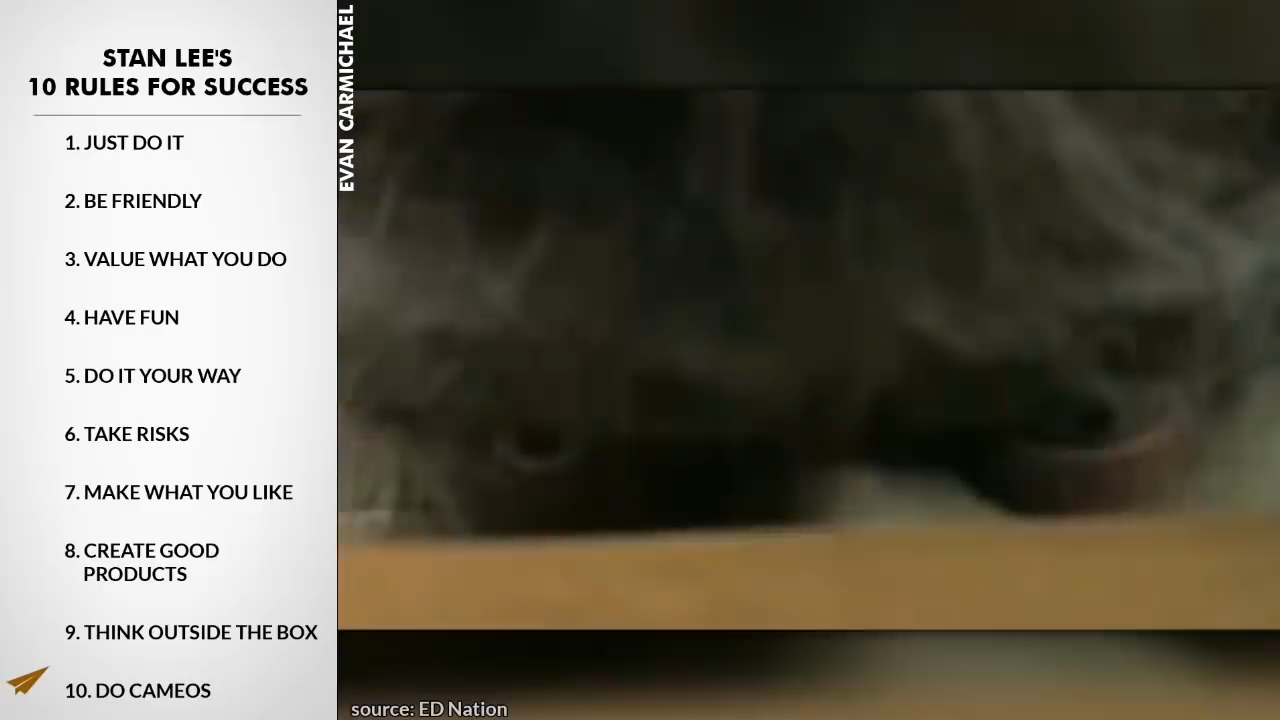 STAN LEE'S
10 RULES FOR SUCCESS
1. JUST DO IT
2. BE FRIENDLY
3. VALUE WHAT YOU DO
4. HAVE FUN
5. DO IT YOUR WAY
6. TAKE RISKS
7. MAKE WHAT YOU LIKE
8. CREATE GOOD
PRODUCTS
9. THINK OUTSIDE THE BOX
10. DO CAMEOS
EVAN CARMICHAEL
source: ED Nation